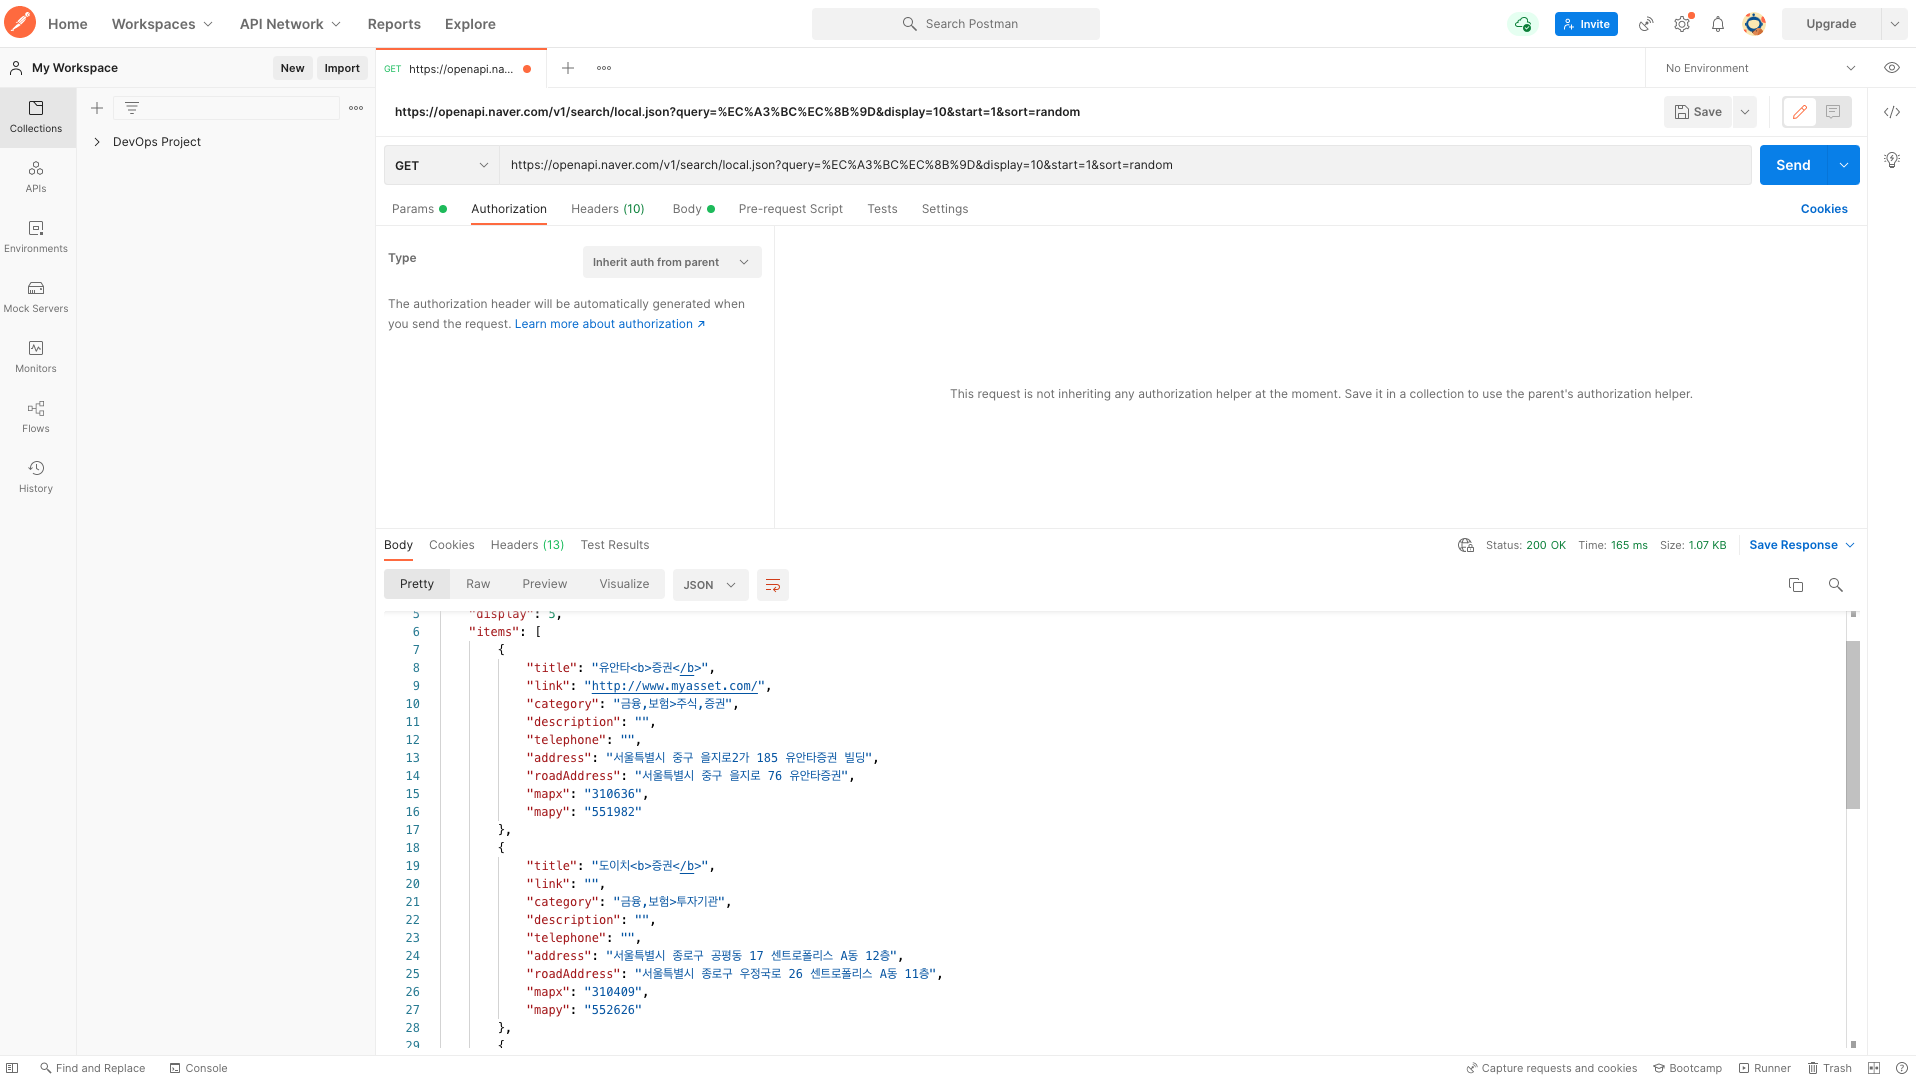 Home
Workspaces
API Network
Reports
Explore
Search Postman
Invite
Upgrade
My Workspace
New
Import
GET
https://openapi.na...
No Environment
Collections
APIs
Environments
Mock Servers
Monitors
Flows
History
DevOps Project
https://openapi.naver.com/v1/search/local.json?query=%EC%A3%BC%EC%8B%9D&display=10&start=1&sort=random
Save
GET
https://openapi.naver.com/v1/search/local.json?query=%EC%A3%BC%EC%8B%9D&display=10&start=1&sort=random
Send
Params
Authorization
Headers (10)
Body
Pre-request Script
Tests
Settings
Cookies
Type
Inherit auth from parent
The authorization header will be automatically generated when
you send the request. Learn more about authorization ↗
This request is not inheriting any authorization helper at the moment. Save it in a collection to use the parent's authorization helper.
Body
Cookies
Headers (13)
Test Results
Status: 200 OK
Time: 165 ms
Size: 1.07 KB
Save Response
Pretty
Raw
Preview
Visualize
JSON
5 "display": 5,
6 "items": [
7 {
8 "title": "유안타<b>증권</b>",
9 "link": "http://www.myasset.com/",
10 "category": "금융,보험>주식,증권",
11 "description": "",
12 "telephone": "",
13 "address": "서울특별시 중구 을지로2가 185 유안타증권 빌딩",
14 "roadAddress": "서울특별시 중구 을지로 76 유안타증권",
15 "mapx": "310636",
16 "mapy": "551982"
17 },
18 {
19 "title": "도이치<b>증권</b>",
20 "link": "",
21 "category": "금융,보험>투자기관",
22 "description": "",
23 "telephone": "",
24 "address": "서울특별시 종로구 공평동 17 센트로폴리스 A동 12층",
25 "roadAddress": "서울특별시 종로구 우정국로 26 센트로폴리스 A동 11층",
26 "mapx": "310409",
27 "mapy": "552626"
28 },
29 {
Find and Replace
Console
Capture requests and cookies
Bootcamp
Runner
Trash